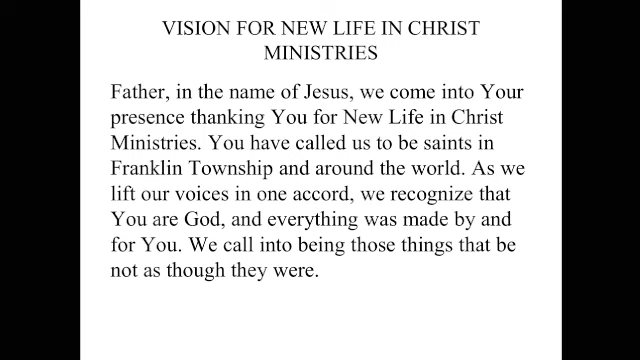 VISION FOR NEW LIFE IN CHRIST
MINISTRIES
Father, in the name of Jesus, we come into Your
presence thanking You for New Life in Christ
Ministries. You have called us to be saints in
Franklin Township and around the world. As we
lift our voices in one accord, we recognize that
You are God, and everything was made by and
for You. We call into being those things that be
not as though they were.